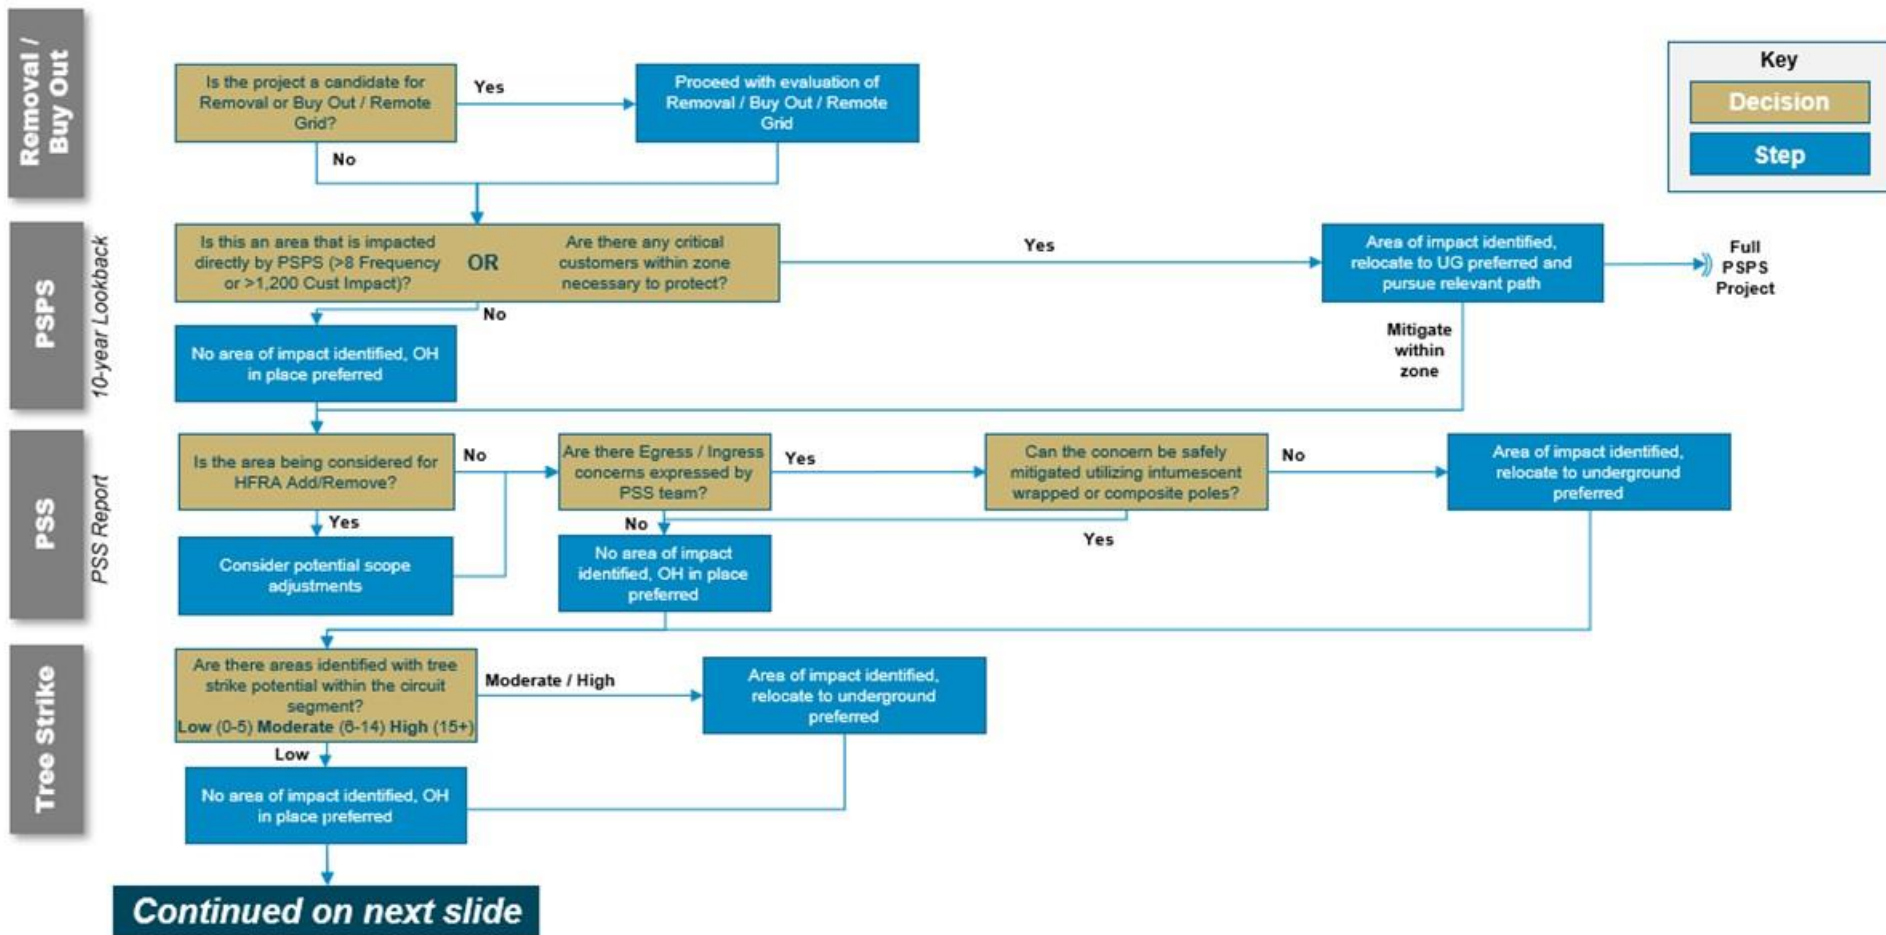 Removal /
Buy Out
Is the project a candidate for
Removal or Buy Out / Remote
Grid?
Yes
Proceed with evaluation of
Removal / Buy Out / Remote
Grid
Key
Decision
Step
No
PSPS
10-year Lookback
Is this an area that is impacted
directly by PSPS (>8 Frequency
or >1,200 Cust Impact)?
OR
Are there any critical
customers within zone
necessary to protect?
Yes
Area of impact identified,
relocate to UG preferred and
pursue relevant path
Full
PSPS
Project
No
No area of impact identified, OH
in place preferred
Mitigate
within
zone
PSS
PSS Report
Is the area being considered for
HFRA Add/Remove?
No
Are there Egress / Ingress
concerns expressed by
PSS team?
Yes
Can the concern be safely
mitigated utilizing intumescent
wrapped or composite poles?
No
Area of impact identified,
relocate to underground
preferred
Yes
No
Yes
Consider potential scope
adjustments
No area of impact
identified, OH in place
preferred
Tree Strike
Are there areas identified with tree
strike potential within the circuit
segment?
Low (0-5) Moderate (6-14) High (15+)
Moderate / High
Area of impact identified,
relocate to underground
preferred
Low
No area of impact identified, OH
in place preferred
Continued on next slide